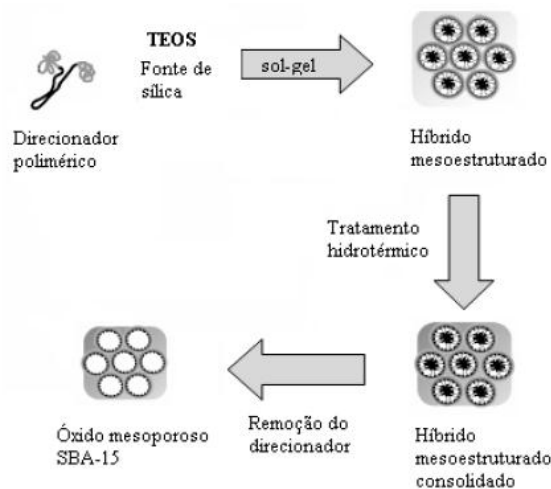 TEOS
Fonte de
sílica
sol-gel
Direcionador
polimérico
Híbrido
mesoestruturado
Tratamento
hidrotérmico
Óxido mesoporoso
SBA-15
Remoção do
direcionador
Híbrido
mesoestruturado
consolidado